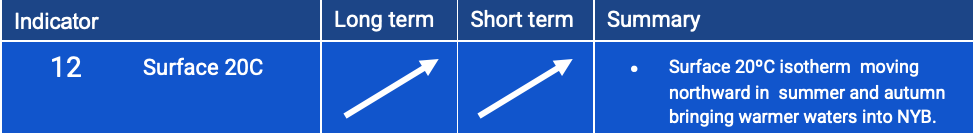 Indicator Long term Short term Summary
12 Surface 20C
• Surface 20ºC isotherm moving
northward in summer and autumn
bringing warmer waters into NYB.